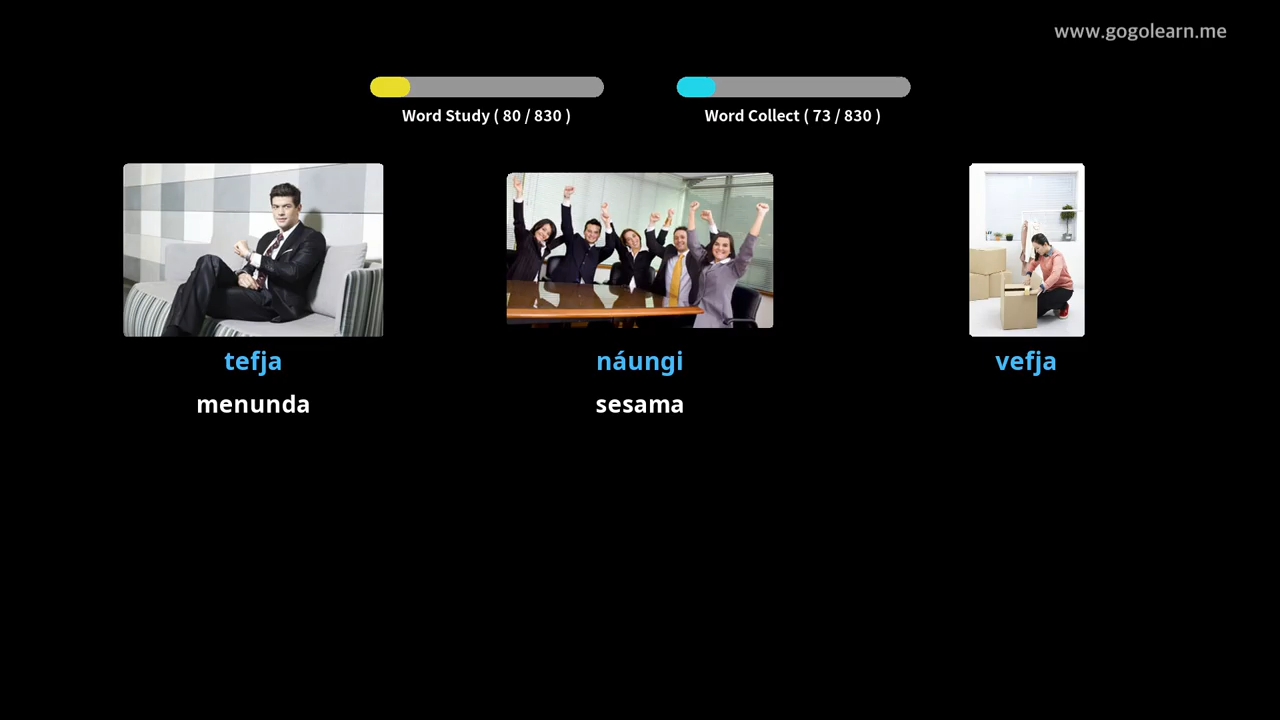 www.gogolearn.me
Word Study ( 80 / 830 )
Word Collect ( 73 / 830 )
tefja
náungi
vefja
menunda
sesama